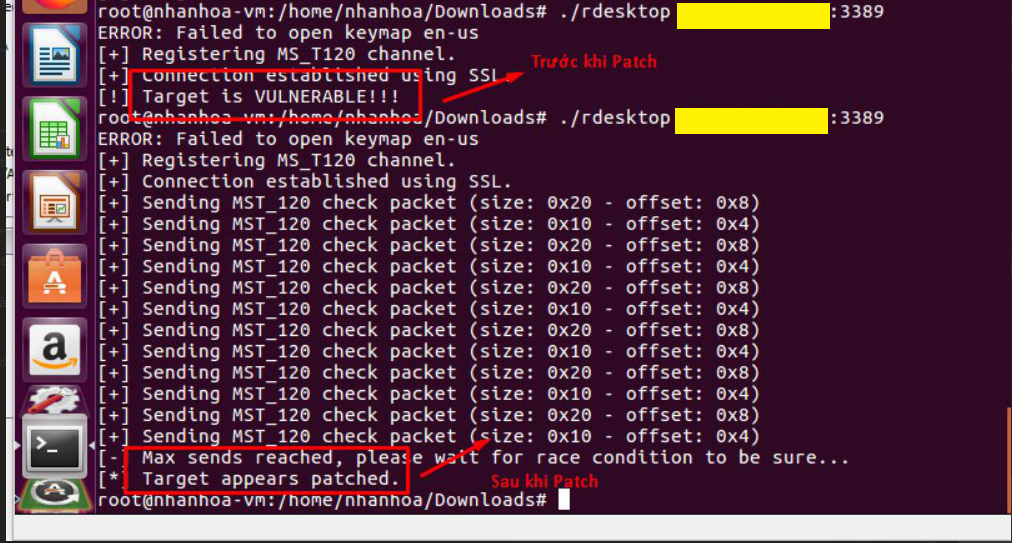 root@nhanhoa-vm:/home/nhanhoa/Downloads# ./rdesktop :3389
ERROR: Failed to open keymap en-us
[+] Registering MS_T120 channel.
Trước khi Patch
[+] Connection established using SSL.
[!] Target is VULNERABLE!!!
root@nhanhoa-vm:/home/nhanhoa/Downloads# ./rdesktop :3389
ERROR: Failed to open keymap en-us
[+] Registering MS_T120 channel.
[+] Connection established using SSL.
[+] Sending MST_120 check packet (size: 0x20 - offset: 0x8)
[+] Sending MST_120 check packet (size: 0x10 - offset: 0x4)
[+] Sending MST_120 check packet (size: 0x20 - offset: 0x8)
[+] Sending MST_120 check packet (size: 0x10 - offset: 0x4)
[+] Sending MST_120 check packet (size: 0x20 - offset: 0x8)
[+] Sending MST_120 check packet (size: 0x10 - offset: 0x4)
[+] Sending MST_120 check packet (size: 0x20 - offset: 0x8)
[+] Sending MST_120 check packet (size: 0x10 - offset: 0x4)
[+] Sending MST_120 check packet (size: 0x20 - offset: 0x8)
[+] Sending MST_120 check packet (size: 0x10 - offset: 0x4)
[+] Sending MST_120 check packet (size: 0x20 - offset: 0x8)
[+] Sending MST_120 check packet (size: 0x10 - offset: 0x4)
[-] Max sends reached, please wait for race condition to be sure...
[*] Target appears patched.
Sau khi Patch
root@nhanhoa-vm:/home/nhanhoa/Downloads#